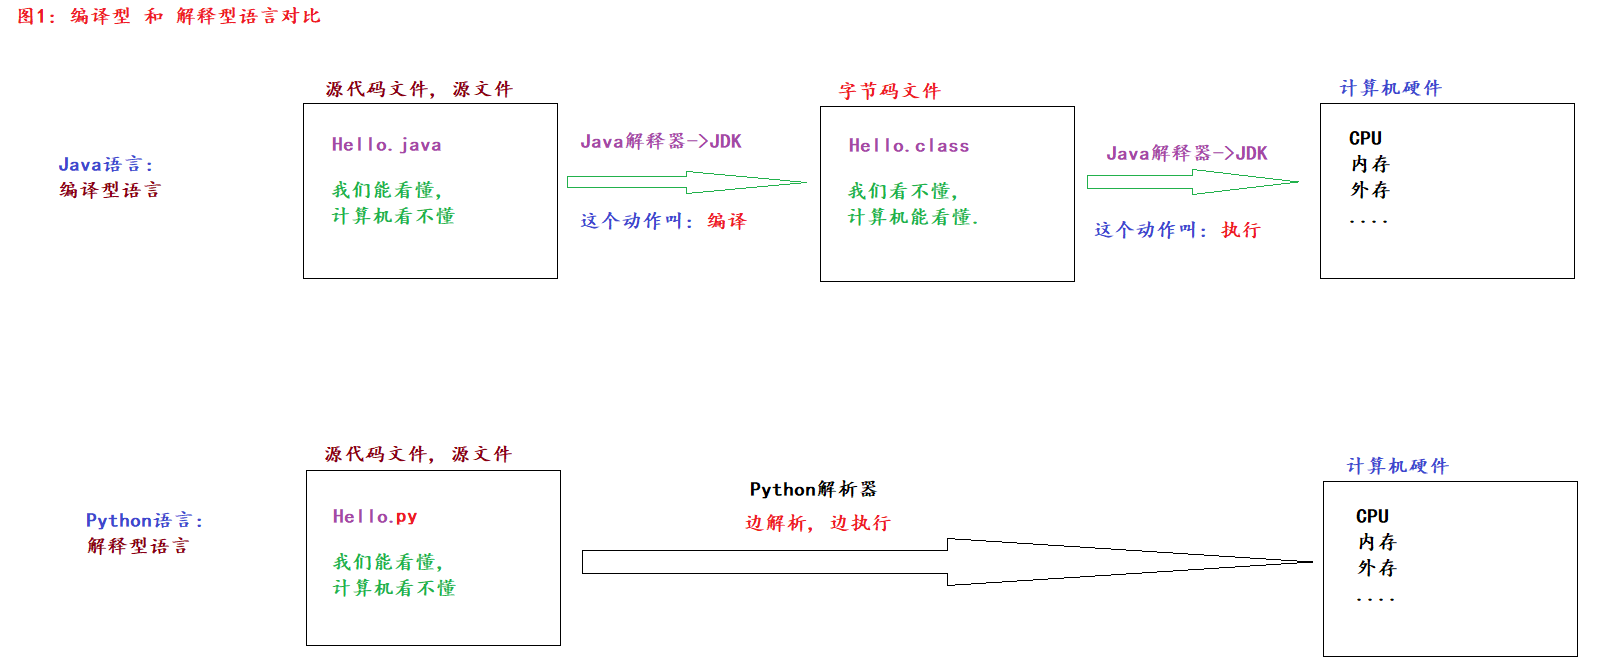 图1: 编译型 和 解释型语言对比
源代码文件, 源文件
字节码文件
计算机硬件
Java语言:
编译型语言
Hello.java
我们能看懂,
计算机看不懂
Java解释器->JDK
这个动作叫: 编译
Hello.class
我们看不懂,
计算机能看懂.
Java解释器->JDK
这个动作叫: 执行
CPU
内存
外存
....
源代码文件, 源文件
计算机硬件
Python语言:
解释型语言
Hello.py
我们能看懂,
计算机看不懂
Python解析器
边解析, 边执行
CPU
内存
外存
....